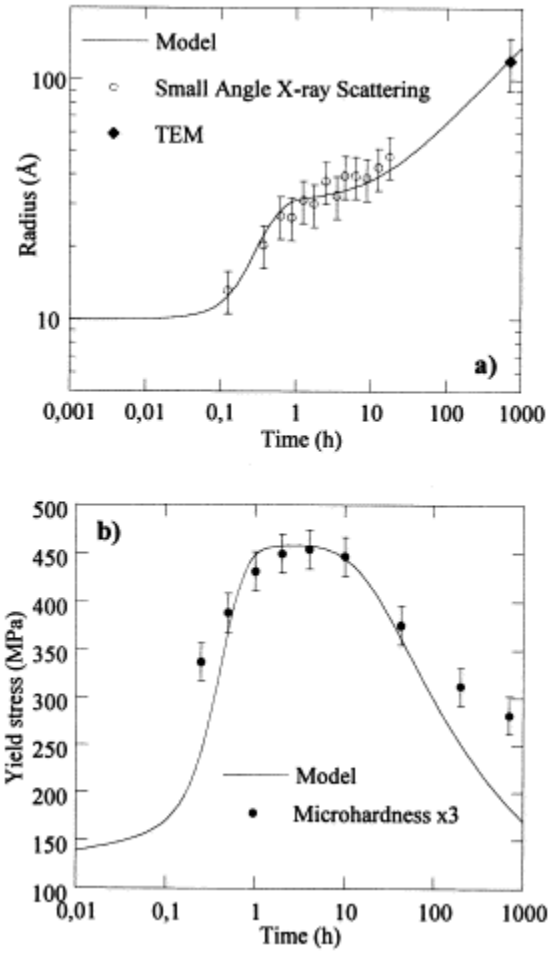 Model
Small Angle X-ray Scattering
TEM
100
10
Radius (Å)
a)
0,001 0,01 0,1 1 10 100 1000
Time (h)
b)
500
450
400
350
300
250
200
150
100
Yield stress (MPa)
Model
Microhardness x3
0,01 0,1 1 10 100 1000
Time (h)